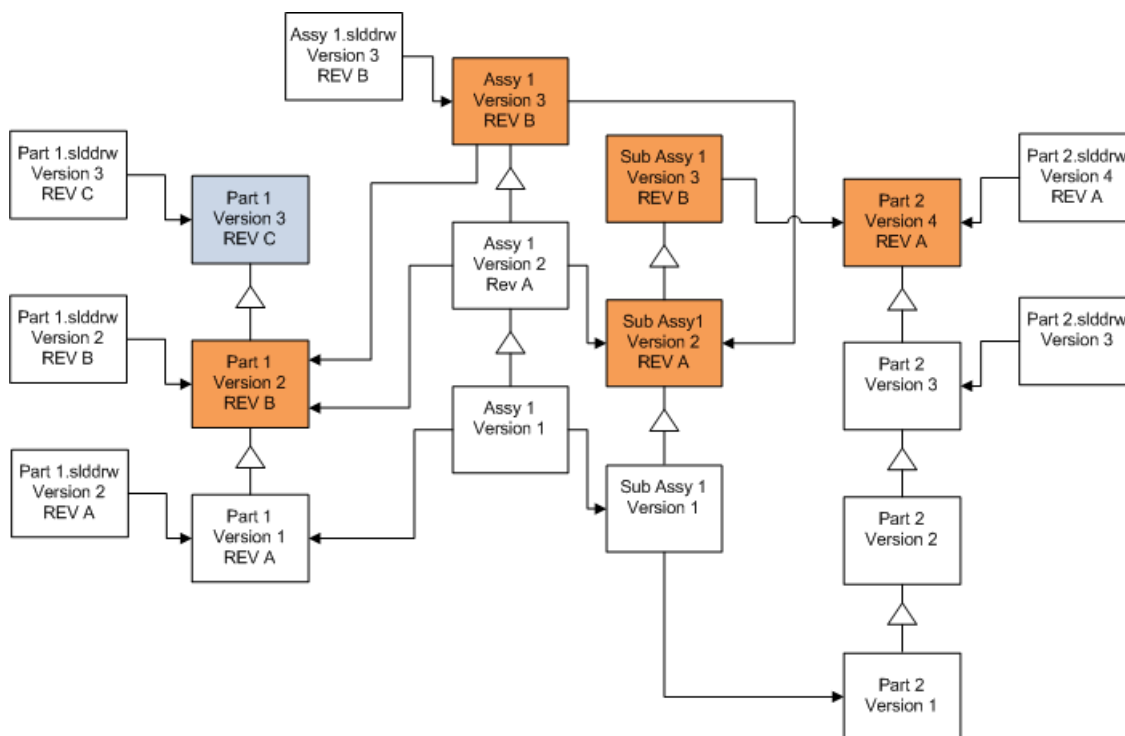 Assy 1.slddrw
Version 3
REV B
Assy 1
Version 3
REV B
Part 1.slddrw
Version 3
REV C
Part 1
Version 3
REV C
Sub Assy 1
Version 3
REV B
Part 2
Version 4
REV A
Part 2.slddrw
Version 4
REV A
Assy 1
Version 2
Rev A
Part 1.slddrw
Version 2
REV B
Part 1
Version 2
REV B
Sub Assy1
Version 2
REV A
Part 2
Version 3
Part 2.slddrw
Version 3
Assy 1
Version 1
Part 1.slddrw
Version 2
REV A
Part 1
Version 1
REV A
Sub Assy 1
Version 1
Part 2
Version 2
Part 2
Version 1